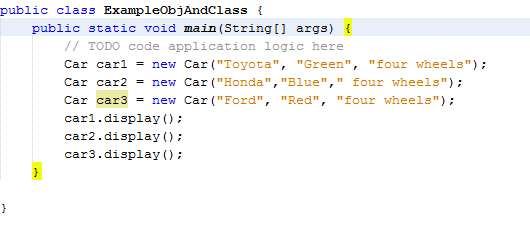 public class ExampleObjAndClass {
public static void main(String[] args) {
// TODO code application logic here
Car car1 = new Car("Toyota", "Green", "four wheels");
Car car2 = new Car("Honda","Blue"," four wheels");
Car car3 = new Car("Ford", "Red", "four wheels");
car1.display();
car2.display();
car3.display();
}
}